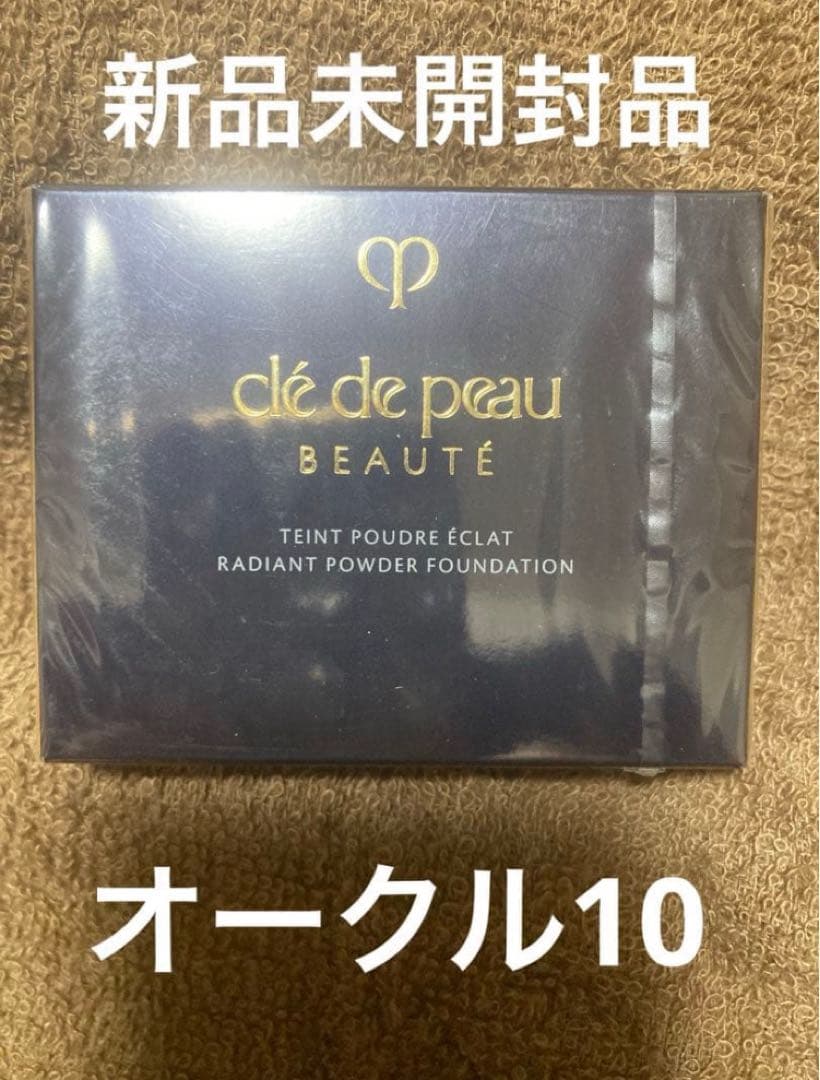 新品未開封品
clé de peau
BEAUTÉ
TEINT POUDRE ÉCLAT
RADIANT POWDER FOUNDATION
オークル10